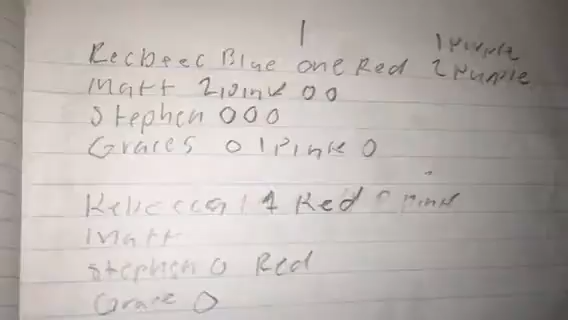 1
1 Purple
Recbeec Blue one Red 2 Purple
Matt 2 pink 0 0
Stephen 0 0 0
Graces 0 1 Pink 0
Rebecca 1 Red pink
Matt
Stephen 0 Red
Grace 0